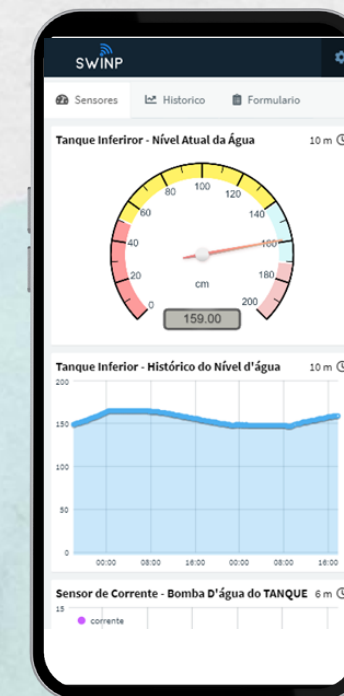 SWINP
Sensores Historico Formulario
Tanque Inferiror - Nível Atual da Água 10 m
0 20 40 60 80 100 120 140 160 180 200
cm
159.00
Tanque Inferior - Histórico do Nível d'água 10 m
200
150
100
50
0
00:00 08:00 16:00 00:00 08:00 16:00
Sensor de Corrente - Bomba D'água do TANQUE 6 m
15
corrente